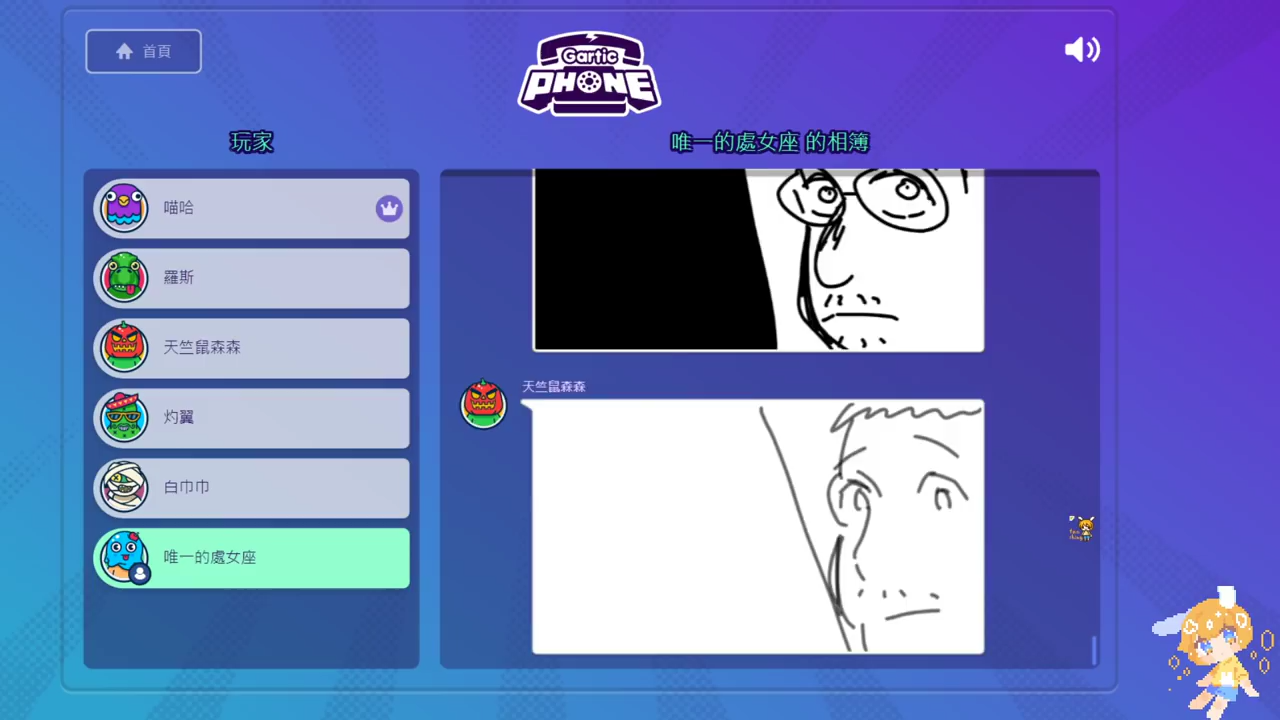 首頁
Gartic
PHONE
玩家
唯一的處女座 的相簿
喵哈
羅斯
天竺鼠森森
灼翼
白巾巾
唯一的處女座
天竺鼠森森